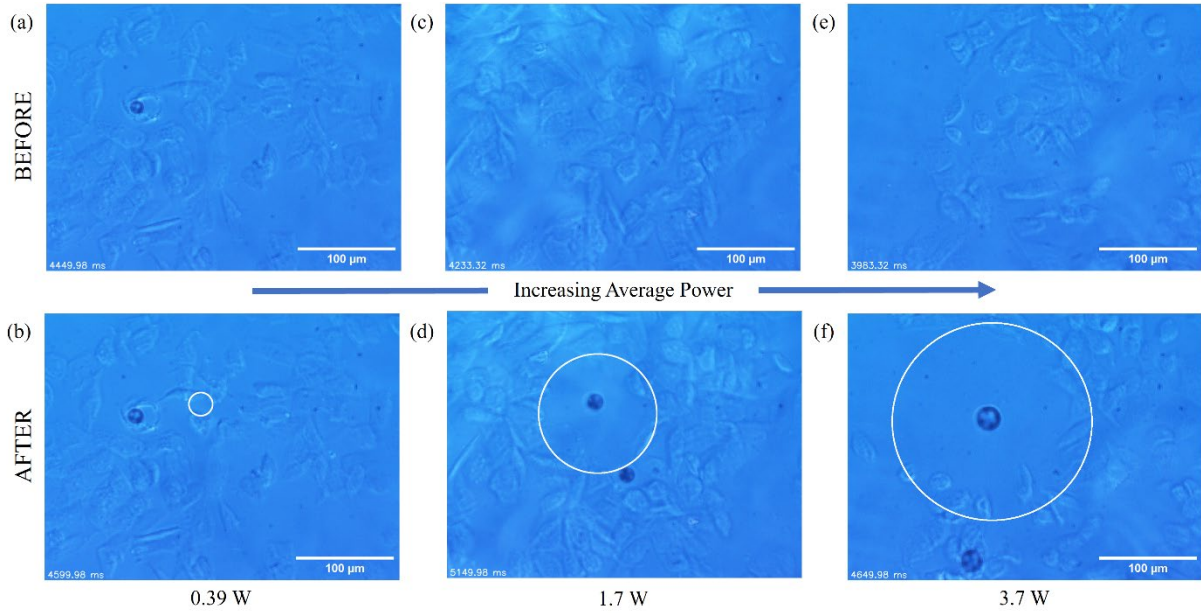 (a)
(c)
(e)
BEFORE
4449.98 ms
100 µm
4233.32 ms
100 µm
3983.32 ms
100 µm
Increasing Average Power
(b)
(d)
(f)
AFTER
4599.98 ms
100 µm
5149.98 ms
4649.98 ms
100 µm
0.39 W
1.7 W
3.7 W